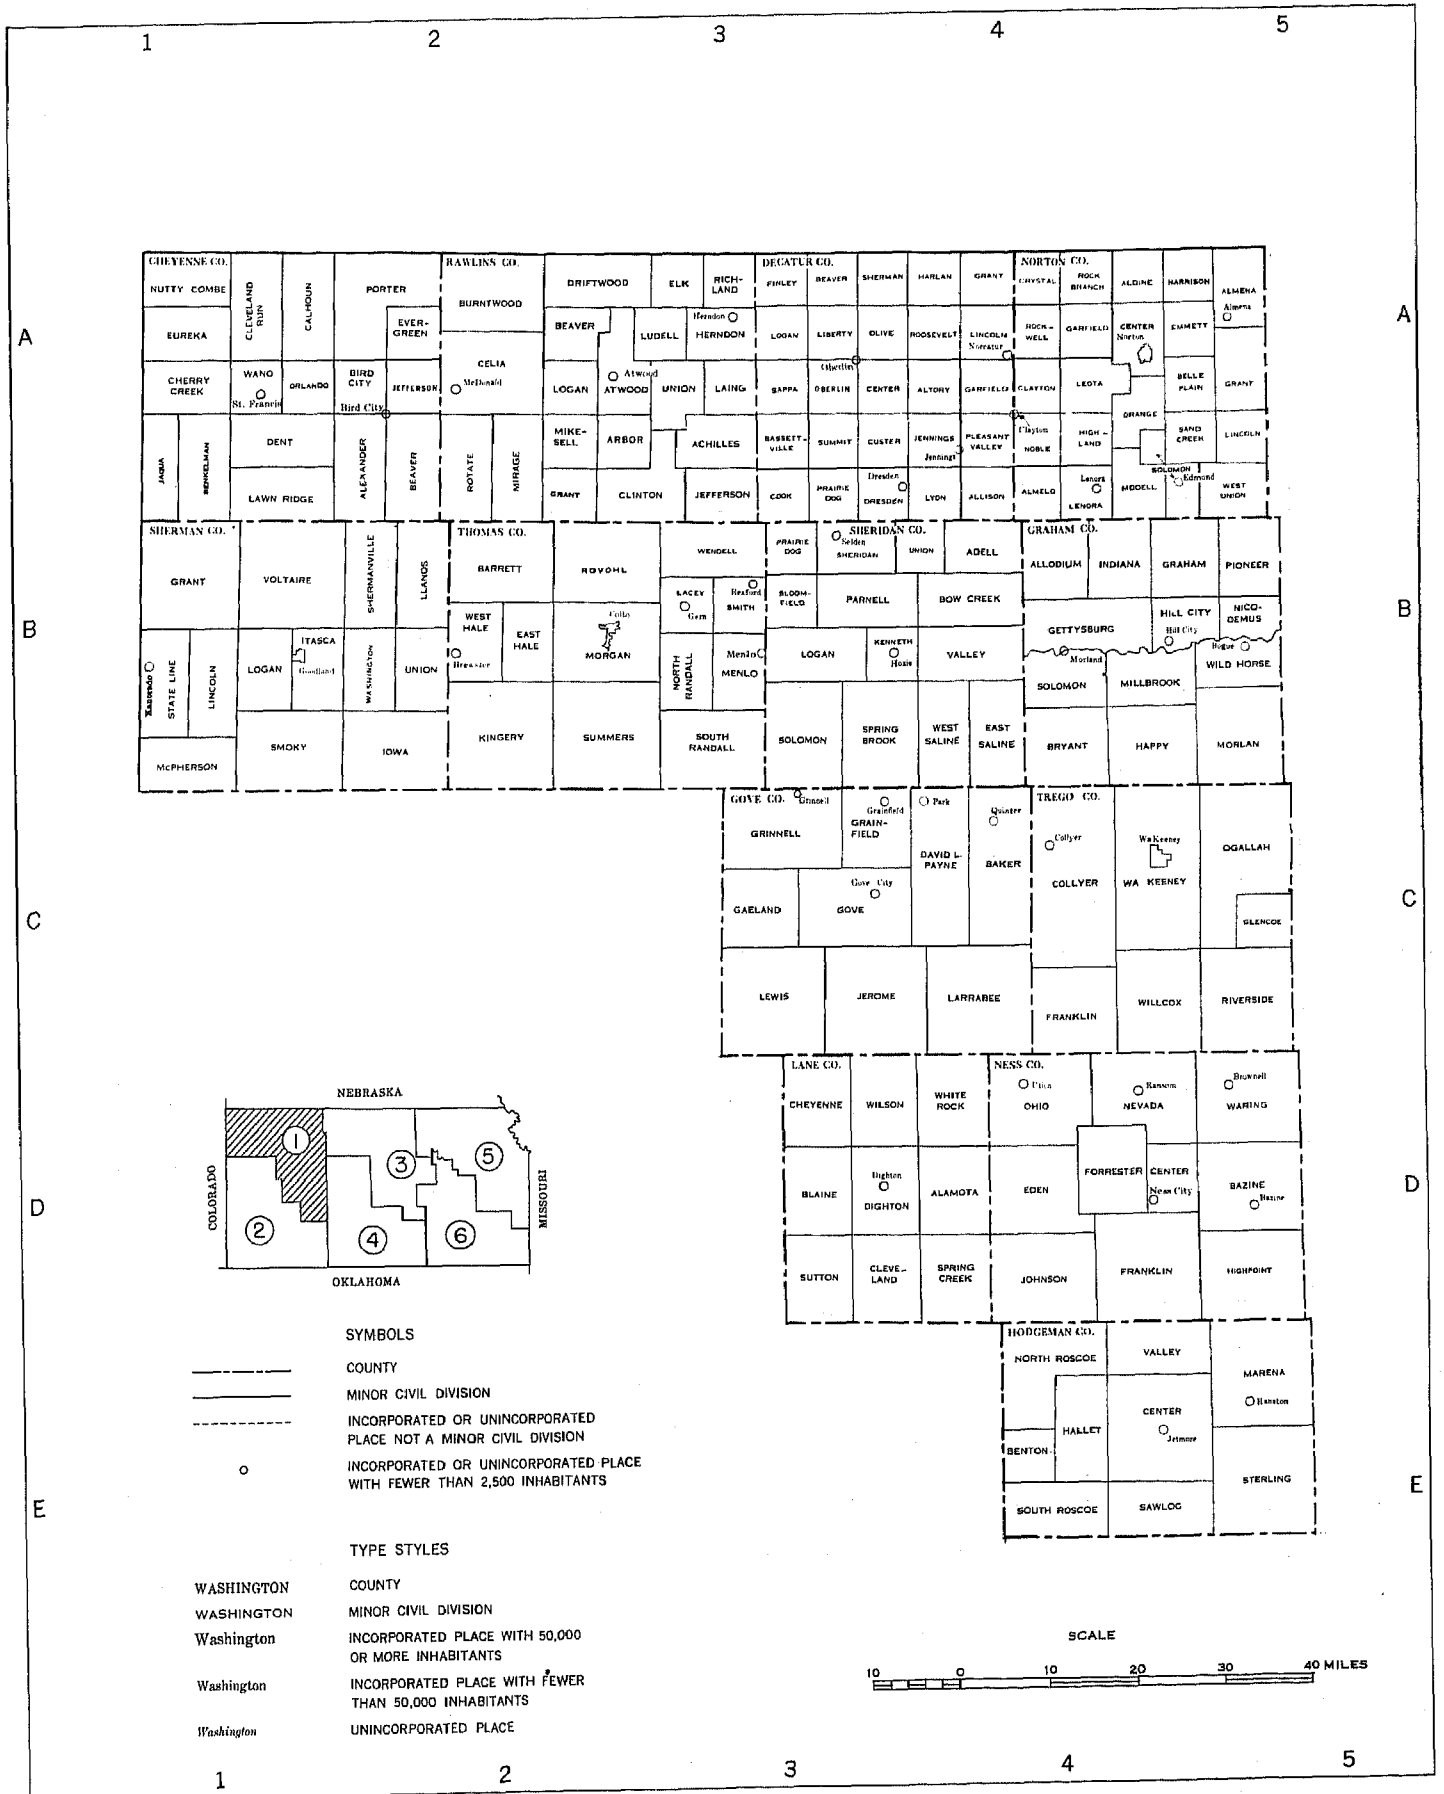 1 2 3 4 5
A A
B B
C C
D D
E E
CHEYENNE CO.
NUTTY COMBE
CLEVELAND
RUN
CALHOUN
PORTER
EUREKA
EVER-
GREEN
CHERRY
CREEK
WANO
St. Francis
ORLANDO
BIRD
CITY
Bird City
JEFFERSON
JAQUA
BENKELMAN
DENT
LAWN RIDGE
ALEXANDER
BEAVER
RAWLINS CO.
BURNTWOOD
DRIFTWOOD
ELK
RICH-
LAND
BEAVER
LUDELL
Herndon
HERNDON
CELIA
McDonald
LOGAN
Atwood
ATWOOD
UNION
LAING
ROTATE
MIRAGE
MIKE-
SELL
ARBOR
ACHILLES
GRANT
CLINTON
JEFFERSON
DECATUR CO.
FINLEY
BEAVER
SHERMAN
HARLAN
GRANT
LOGAN
LIBERTY
OLIVE
ROOSEVELT
LINCOLN
Norcatur
Oberlin
SAPPA
OBERLIN
CENTER
ALTORY
GARFIELD
BASSETT-
VILLE
SUMMIT
CUSTER
JENNINGS
Jennings
PLEASANT
VALLEY
COOK
PRAIRIE
DOG
Dresden
DRESDEN
LYON
ALLISON
NORTON CO.
CRYSTAL
ROCK
BRANCH
ALDINE
HARRISON
ALMENA
Almena
ROCK-
WELL
GARFIELD
CENTER
Norton
EMMETT
CLAYTON
LEOTA
BELLE
PLAIN
GRANT
Clayton
NOBLE
HIGH-
LAND
ORANGE
SAND
CREEK
LINCOLN
ALMELO
Lenora
LENORA
MODELL
SOLOMON
Edmond
WEST
UNION
SHERMAN CO.
GRANT
VOLTAIRE
SHERMANVILLE
LLANOS
Kanorado
STATE LINE
LINCOLN
LOGAN
ITASCA
Goodland
WASHINGTON
UNION
McPHERSON
SMOKY
IOWA
THOMAS CO.
BARRETT
ROVOHL
WENDELL
LACEY
Gem
Rexford
SMITH
WEST
HALE
Brewster
EAST
HALE
Colby
MORGAN
NORTH
RANDALL
Menlo
MENLO
KINGERY
SUMMERS
SOUTH
RANDALL
SHERIDAN CO.
PRAIRIE
DOG
Selden
SHERIDAN
UNION
ADELL
BLOOM-
FIELD
PARNELL
BOW CREEK
LOGAN
KENNETH
Hoxie
VALLEY
SOLOMON
SPRING
BROOK
WEST
SALINE
EAST
SALINE
GRAHAM CO.
ALLODIUM
INDIANA
GRAHAM
PIONEER
GETTYSBURG
HILL CITY
Hill City
NICO-
DEMUS
Morland
Bogue
WILD HORSE
SOLOMON
MILLBROOK
BRYANT
HAPPY
MORLAN
GOVE CO.
Grinnell
GRINNELL
Grainfield
GRAIN-
FIELD
Park
DAVID L.
PAYNE
Quinter
BAKER
GAELAND
Gove City
GOVE
LEWIS
JEROME
LARRABEE
TREGO CO.
Collyer
COLLYER
WaKeeney
WA KEENEY
OGALLAH
GLENCOE
FRANKLIN
WILLCOX
RIVERSIDE
LANE CO.
CHEYENNE
WILSON
WHITE
ROCK
BLAINE
Dighton
DIGHTON
ALAMOTA
SUTTON
CLEVE-
LAND
SPRING
CREEK
NESS CO.
Utica
OHIO
Ransom
NEVADA
Brownell
WARING
EDEN
FORRESTER
CENTER
Ness City
BAZINE
Bazine
JOHNSON
FRANKLIN
HIGHPOINT
HODGEMAN CO.
NORTH ROSCOE
VALLEY
MARENA
Hanston
HALLET
CENTER
Jetmore
BENTON
STERLING
SOUTH ROSCOE
SAWLOG
NEBRASKA
COLORADO
MISSOURI
OKLAHOMA
1
2
3
4
5
6
SYMBOLS
COUNTY
MINOR CIVIL DIVISION
INCORPORATED OR UNINCORPORATED
PLACE NOT A MINOR CIVIL DIVISION
INCORPORATED OR UNINCORPORATED PLACE
WITH FEWER THAN 2,500 INHABITANTS
TYPE STYLES
WASHINGTON COUNTY
WASHINGTON MINOR CIVIL DIVISION
Washington INCORPORATED PLACE WITH 50,000
OR MORE INHABITANTS
Washington INCORPORATED PLACE WITH FEWER
THAN 50,000 INHABITANTS
Washington UNINCORPORATED PLACE
SCALE
10 0 10 20 30 40 MILES
1 2 3 4 5